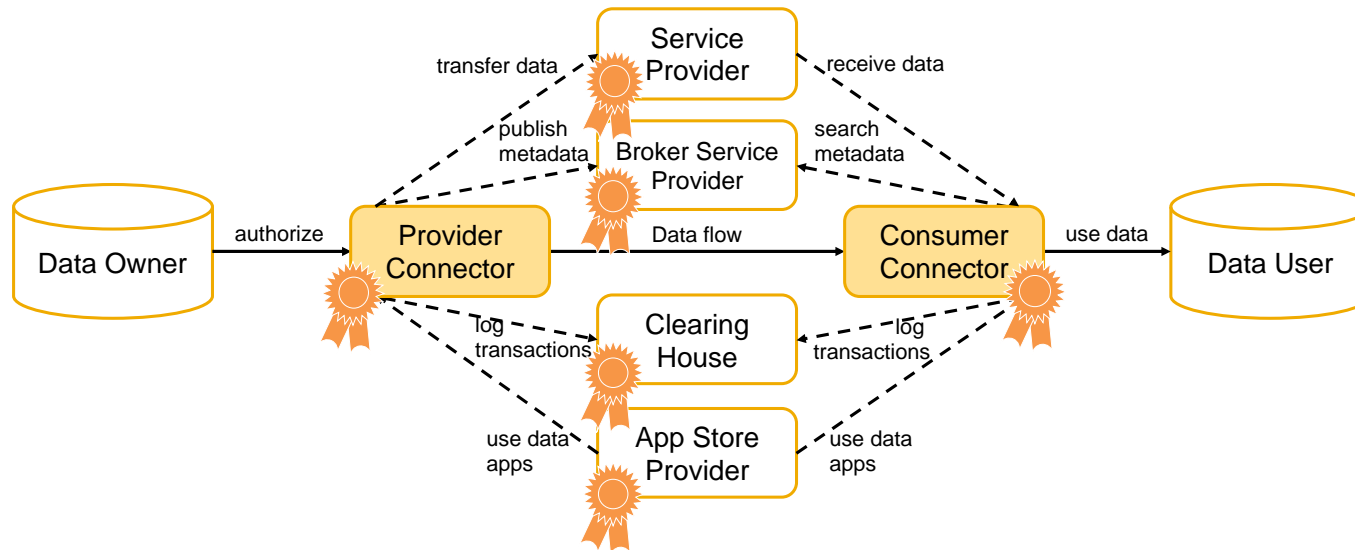 Service
Provider
transfer data
receive data
publish
metadata
Broker Service
Provider
search
metadata
Data Owner
authorize
Provider
Connector
Data flow
Consumer
Connector
use data
Data User
log
transactions
Clearing
House
log
transactions
use data
apps
App Store
Provider
use data
apps